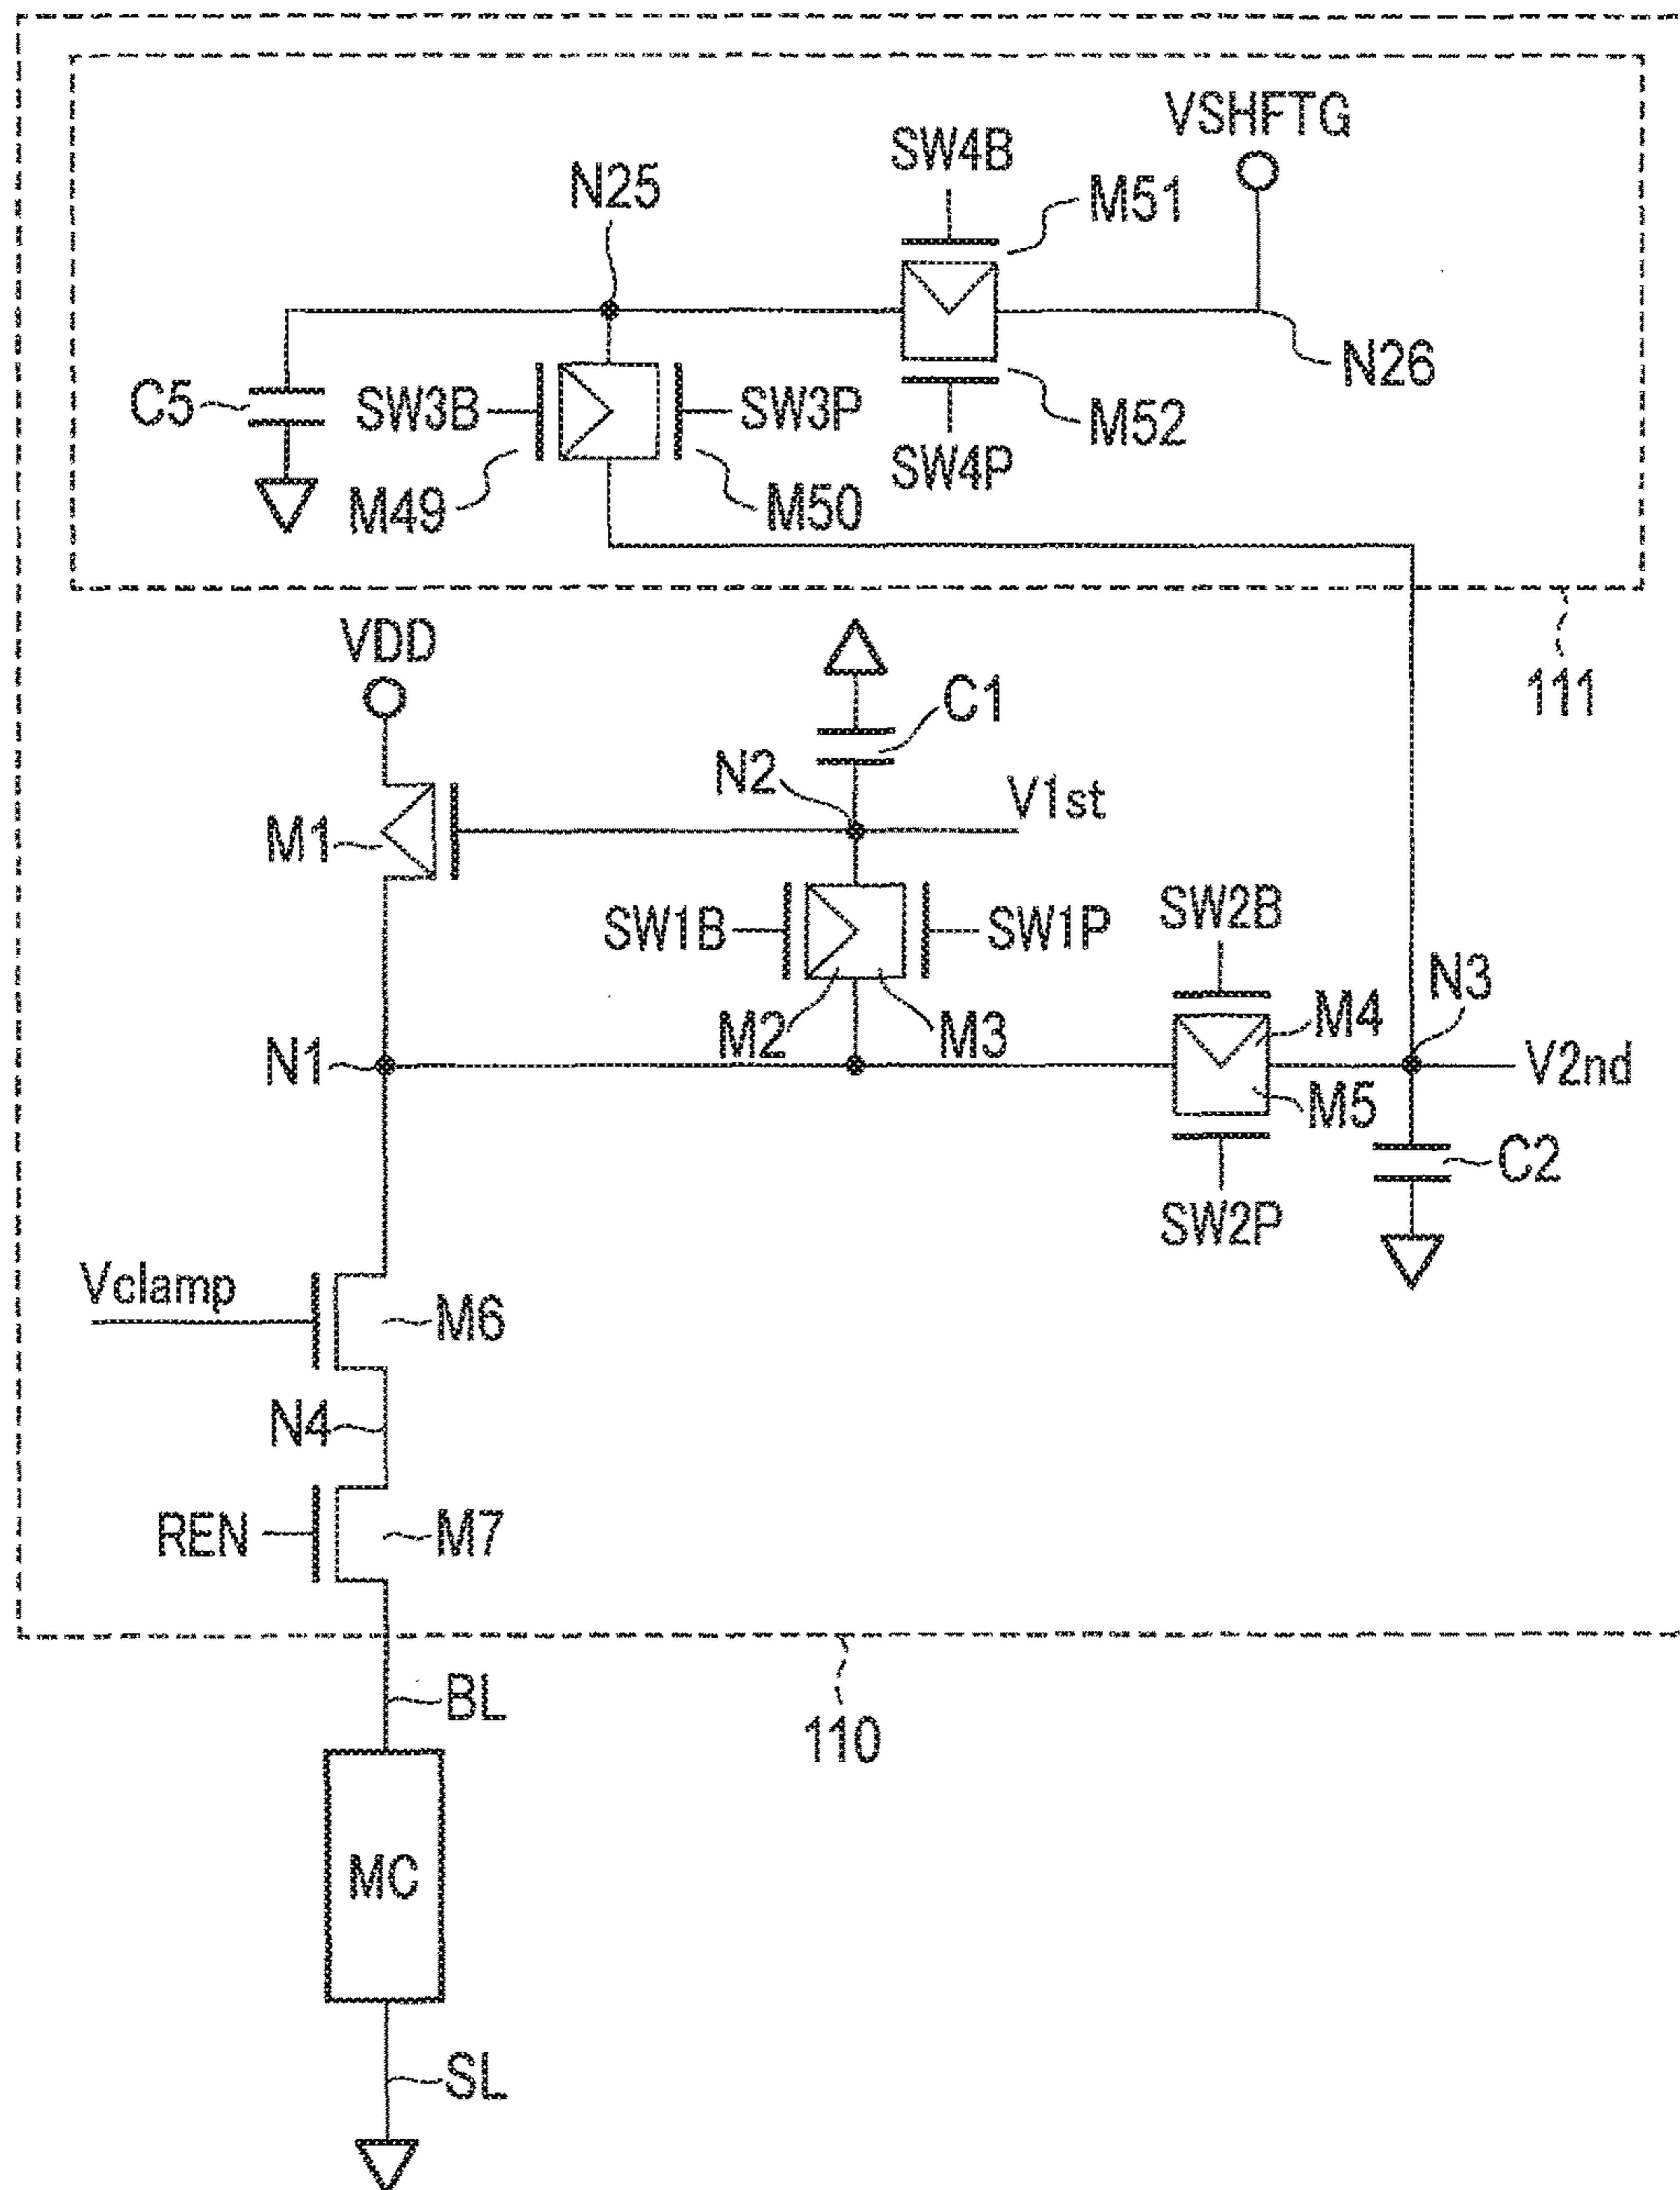 VSHFTG
SW4B
N25
M51
N26
C5
SW3B
SW3P
M52
SW4P
M49
M50
VDD
111
C1
N2
V1st
M1
SW1B
SW1P
SW2B
N3
M2
M3
M4
N1
V2nd
M5
C2
SW2P
Vclamp
M6
N4
REN
M7
BL
110
MC
SL